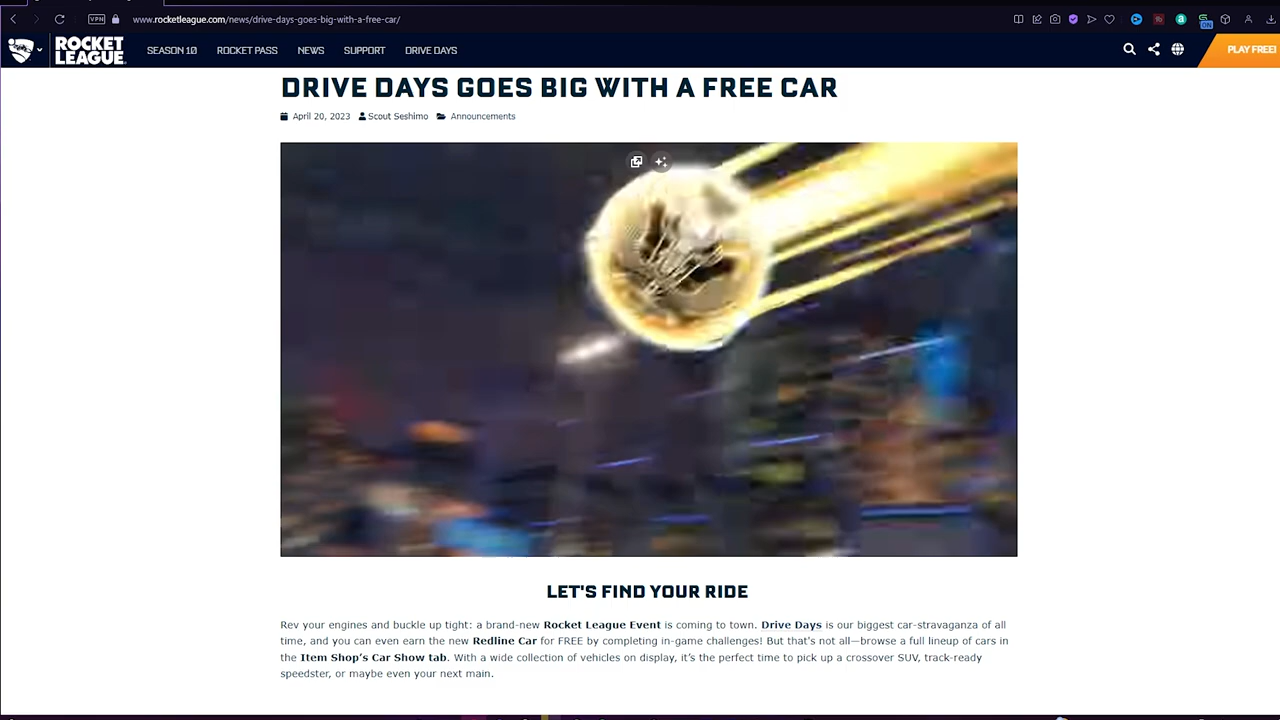 VPN
www.rocketleague.com/news/drive-days-goes-big-with-a-free-car/
ON
ROCKET
LEAGUE
SEASON 10
ROCKET PASS
NEWS
SUPPORT
DRIVE DAYS
PLAY FREE!
DRIVE DAYS GOES BIG WITH A FREE CAR
April 20, 2023 Scout Seshimo Announcements
LET'S FIND YOUR RIDE
Rev your engines and buckle up tight: a brand-new Rocket League Event is coming to town. Drive Days is our biggest car-stravaganza of all
time, and you can even earn the new Redline Car for FREE by completing in-game challenges! But that's not all—browse a full lineup of cars in
the Item Shop's Car Show tab. With a wide collection of vehicles on display, it's the perfect time to pick up a crossover SUV, track-ready
speedster, or maybe even your next main.